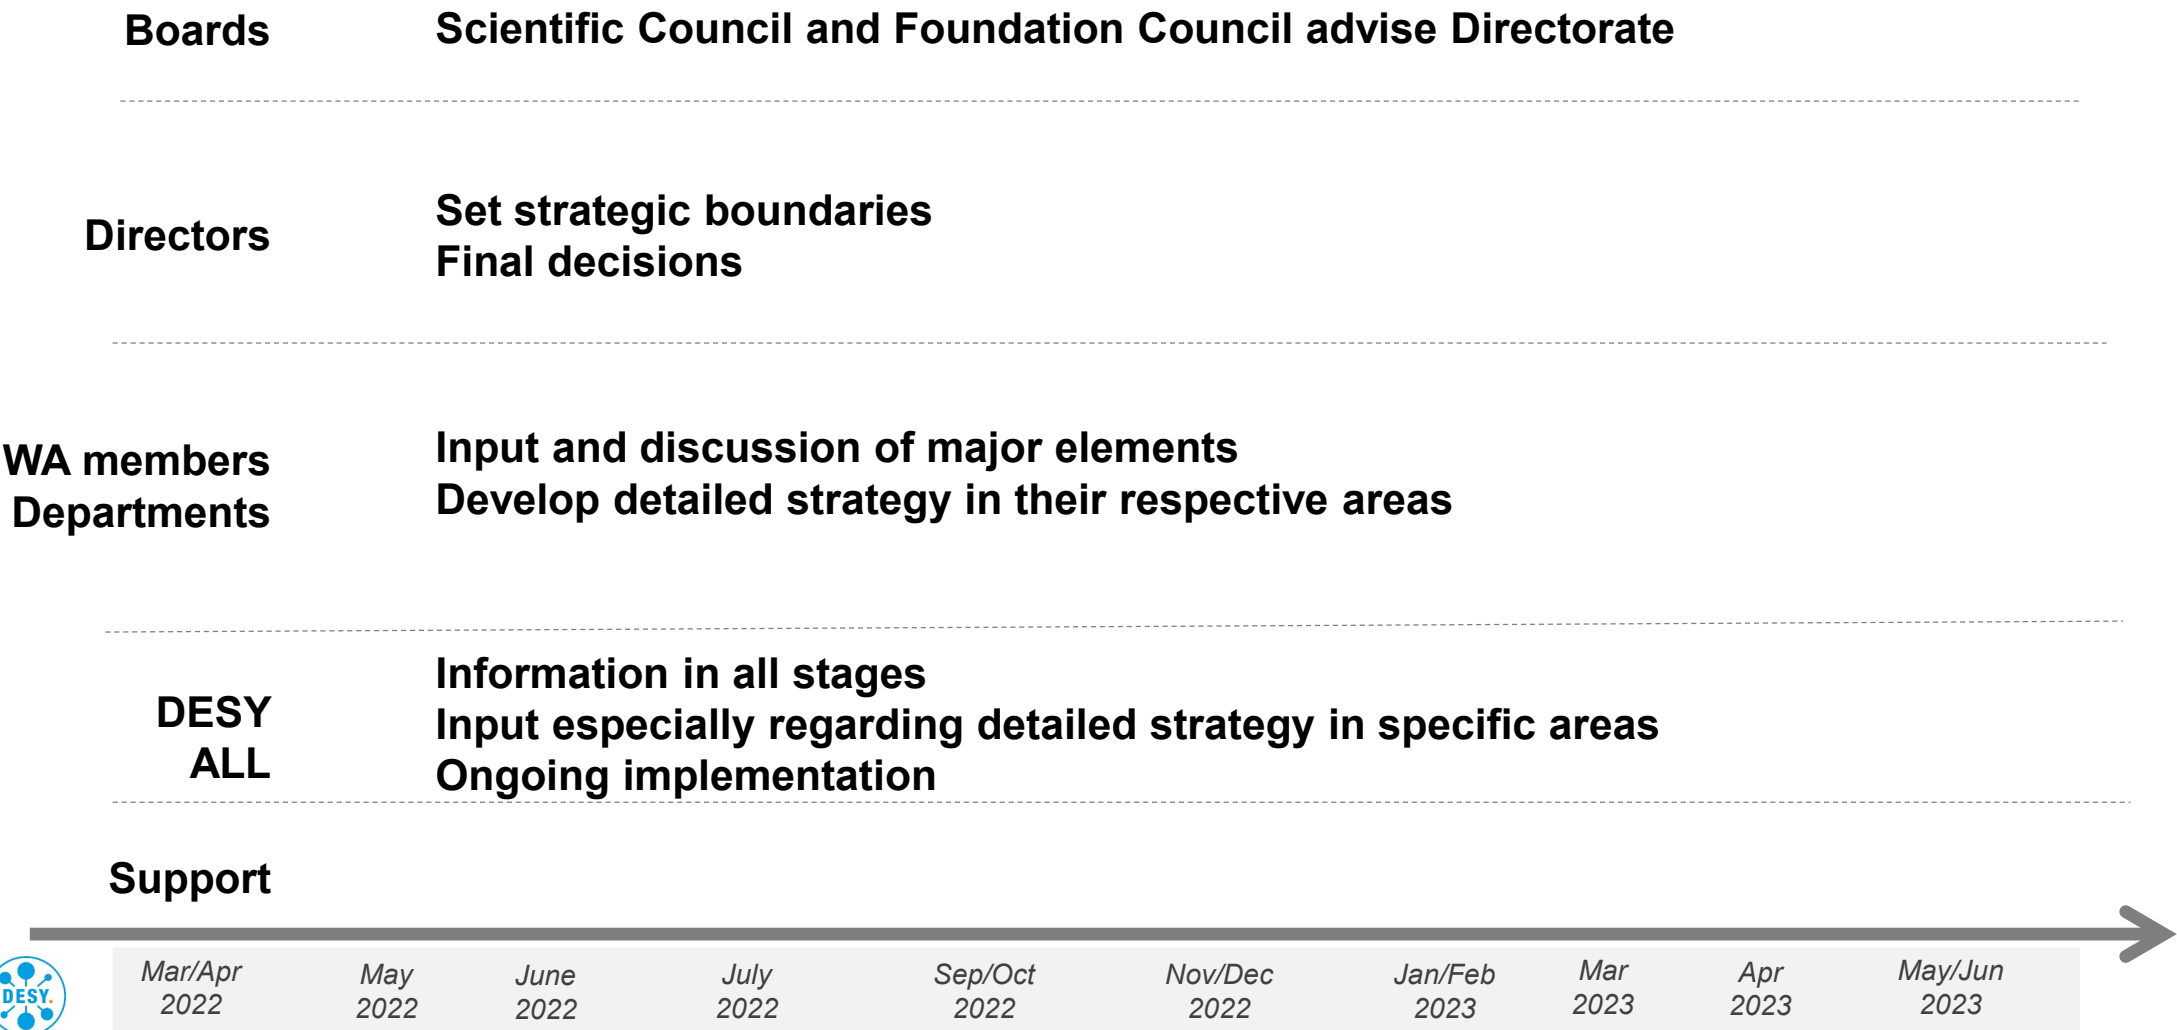 Boards
Scientific Council and Foundation Council advise Directorate
Directors
Set strategic boundaries
Final decisions
WA members
Departments
Input and discussion of major elements
Develop detailed strategy in their respective areas
DESY
ALL
Information in all stages
Input especially regarding detailed strategy in specific areas
Ongoing implementation
Support
DESY.
Mar/Apr
2022
May
2022
June
2022
July
2022
Sep/Oct
2022
Nov/Dec
2022
Jan/Feb
2023
Mar
2023
Apr
2023
May/Jun
2023